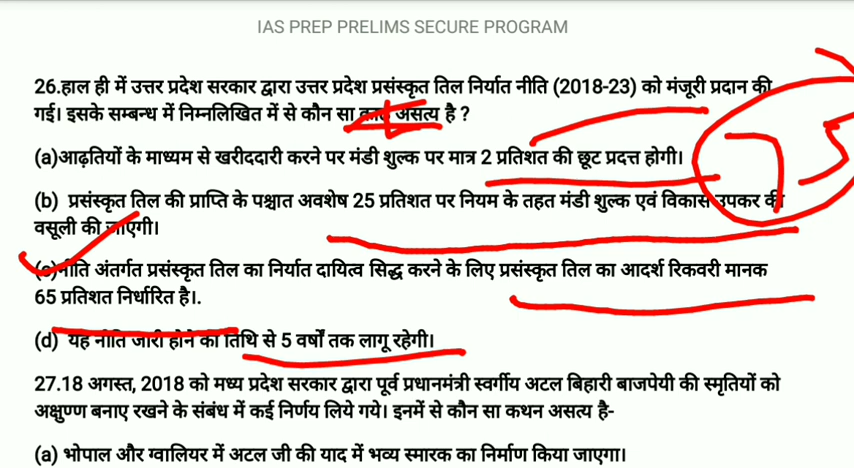 IAS PREP PRELIMS SECURE PROGRAM
26.हाल ही में उत्तर प्रदेश सरकार द्वारा उत्तर प्रदेश प्रसंस्कृत तिल निर्यात नीति (2018-23) को मंजूरी प्रदान की
गई। इसके सम्बन्ध में निम्नलिखित में से कौन सा असत्य है ?
(a)आढ़तियों के माध्यम से खरीददारी करने पर मंडी शुल्क पर मात्र 2 प्रतिशत की छूट प्रदत्त होगी।
(b) प्रसंस्कृत तिल की प्राप्ति के पश्चात अवशेष 25 प्रतिशत पर नियम के तहत मंडी शुल्क एवं विकास उपकर की
वसूली की जाएगी।
(c)नीति अंतर्गत प्रसंस्कृत तिल का निर्यात दायित्व सिद्ध करने के लिए प्रसंस्कृत तिल का आदर्श रिकवरी मानक
65 प्रतिशत निर्धारित है।.
(d) यह नीति जारी होने की तिथि से 5 वर्षों तक लागू रहेगी।
27.18 अगस्त, 2018 को मध्य प्रदेश सरकार द्वारा पूर्व प्रधानमंत्री स्वर्गीय अटल बिहारी बाजपेयी की स्मृतियों को
अक्षुण्ण बनाए रखने के संबंध में कई निर्णय लिये गये। इनमें से कौन सा कथन असत्य है-
(a) भोपाल और ग्वालियर में अटल जी की याद में भव्य स्मारक का निर्माण किया जाएगा।